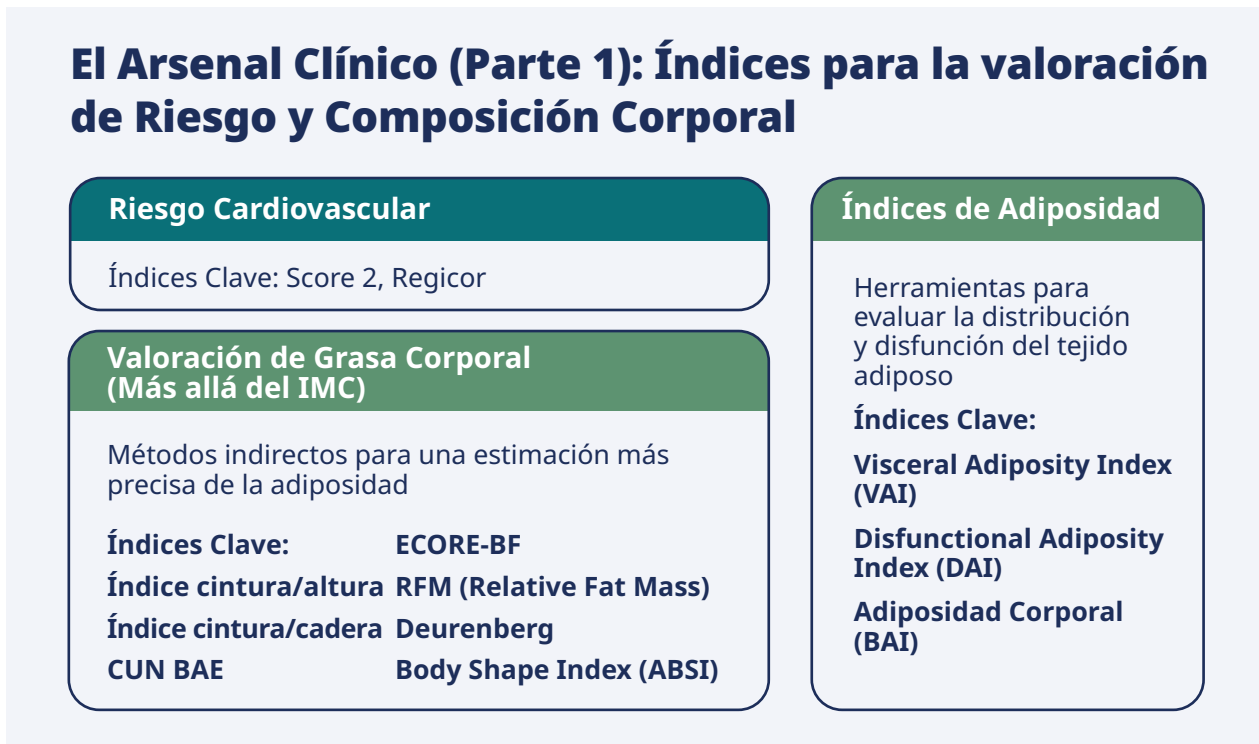 El Arsenal Clínico (Parte 1): Índices para la valoración
de Riesgo y Composición Corporal
Riesgo Cardiovascular
Índices Clave: Score 2, Regicor
Valoración de Grasa Corporal
(Más allá del IMC)
Métodos indirectos para una estimación más
precisa de la adiposidad
Índices Clave:
Índice cintura/altura
Índice cintura/cadera
CUN BAE
ECORE-BF
RFM (Relative Fat Mass)
Deurenberg
Body Shape Index (ABSI)
Índices de Adiposidad
Herramientas para
evaluar la distribución
y disfunción del tejido
adiposo
Índices Clave:
Visceral Adiposity Index
(VAI)
Disfunctional Adiposity
Index (DAI)
Adiposidad Corporal
(BAI)